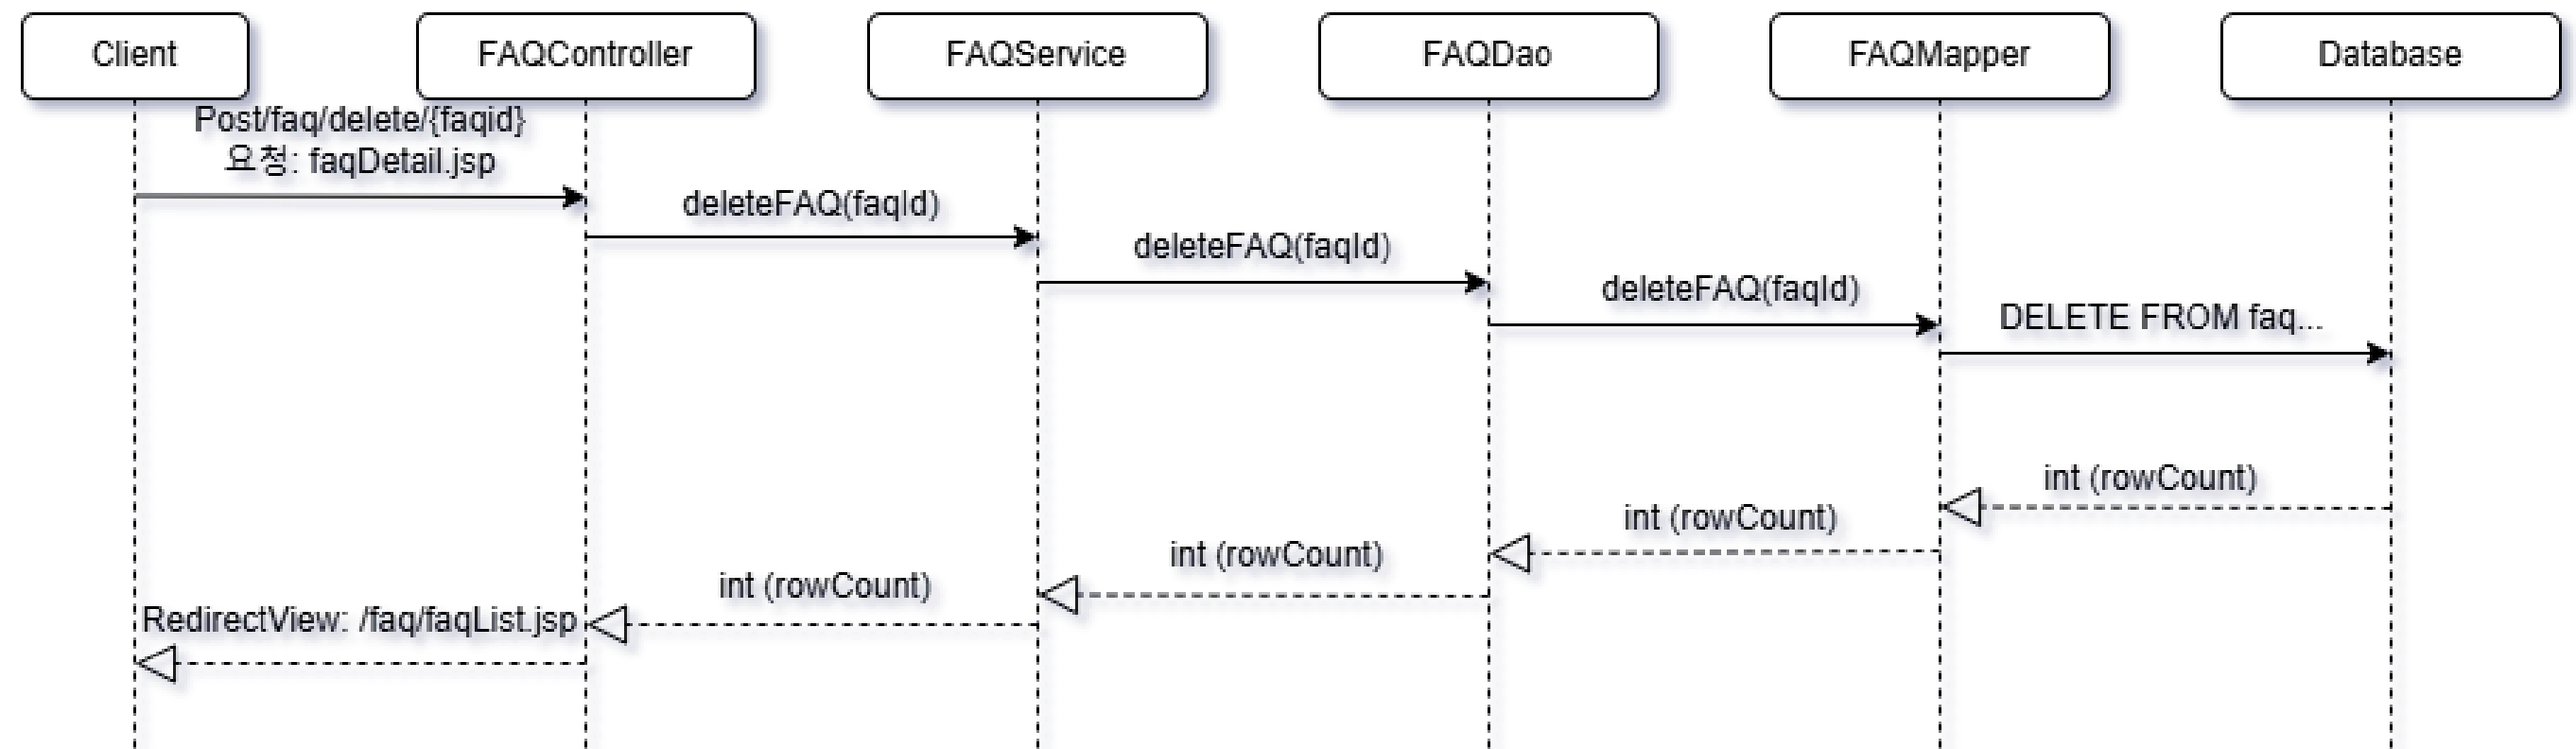 Client
FAQController
FAQService
FAQDao
FAQMapper
Database
Post/faq/delete/{faqid}
요청: faqDetail.jsp
deleteFAQ(faqId)
deleteFAQ(faqId)
deleteFAQ(faqId)
DELETE FROM faq...
int (rowCount)
int (rowCount)
int (rowCount)
int (rowCount)
RedirectView: /faq/faqList.jsp